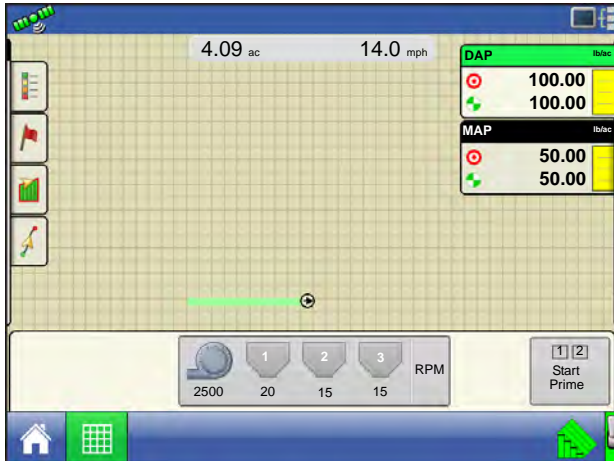 4.09 ac 14.0 mph
DAP lb/ac
100.00
100.00
MAP lb/ac
50.00
50.00
1 2 3 RPM
2500 20 15 15
1 2
Start
Prime